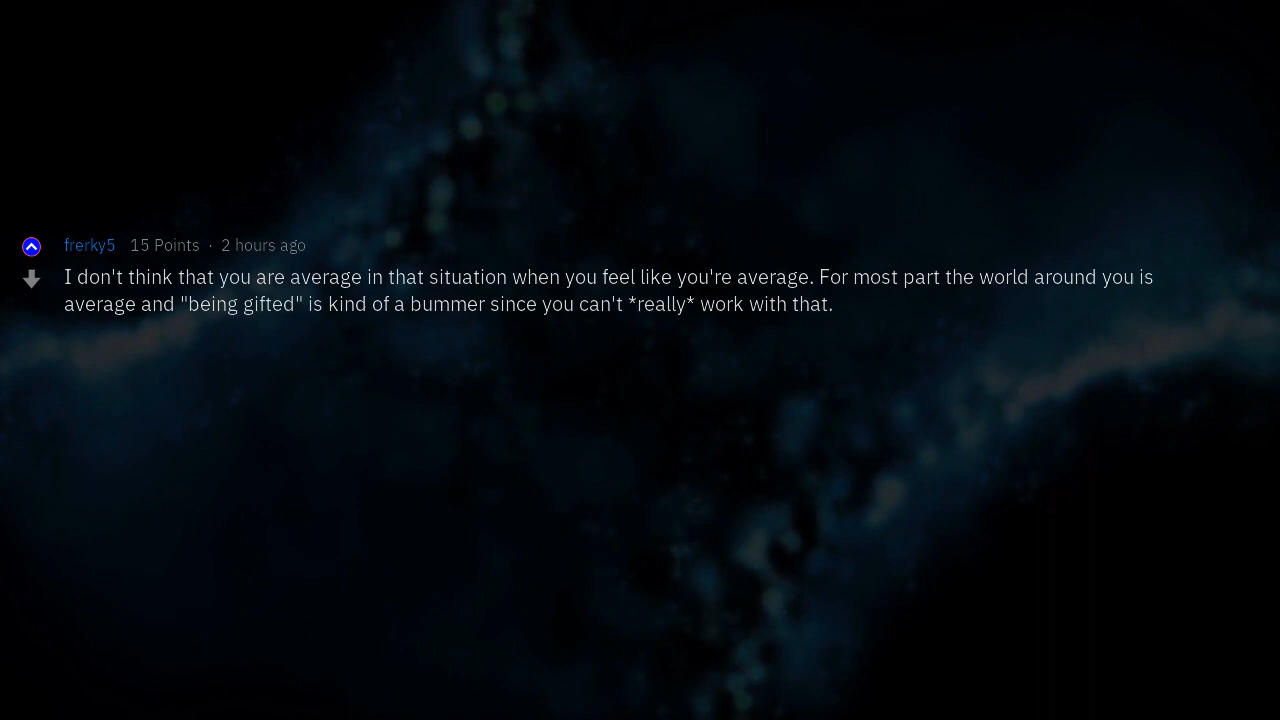 frerky5 15 Points · 2 hours ago
I don't think that you are average in that situation when you feel like you're average. For most part the world around you is
average and "being gifted" is kind of a bummer since you can't *really* work with that.